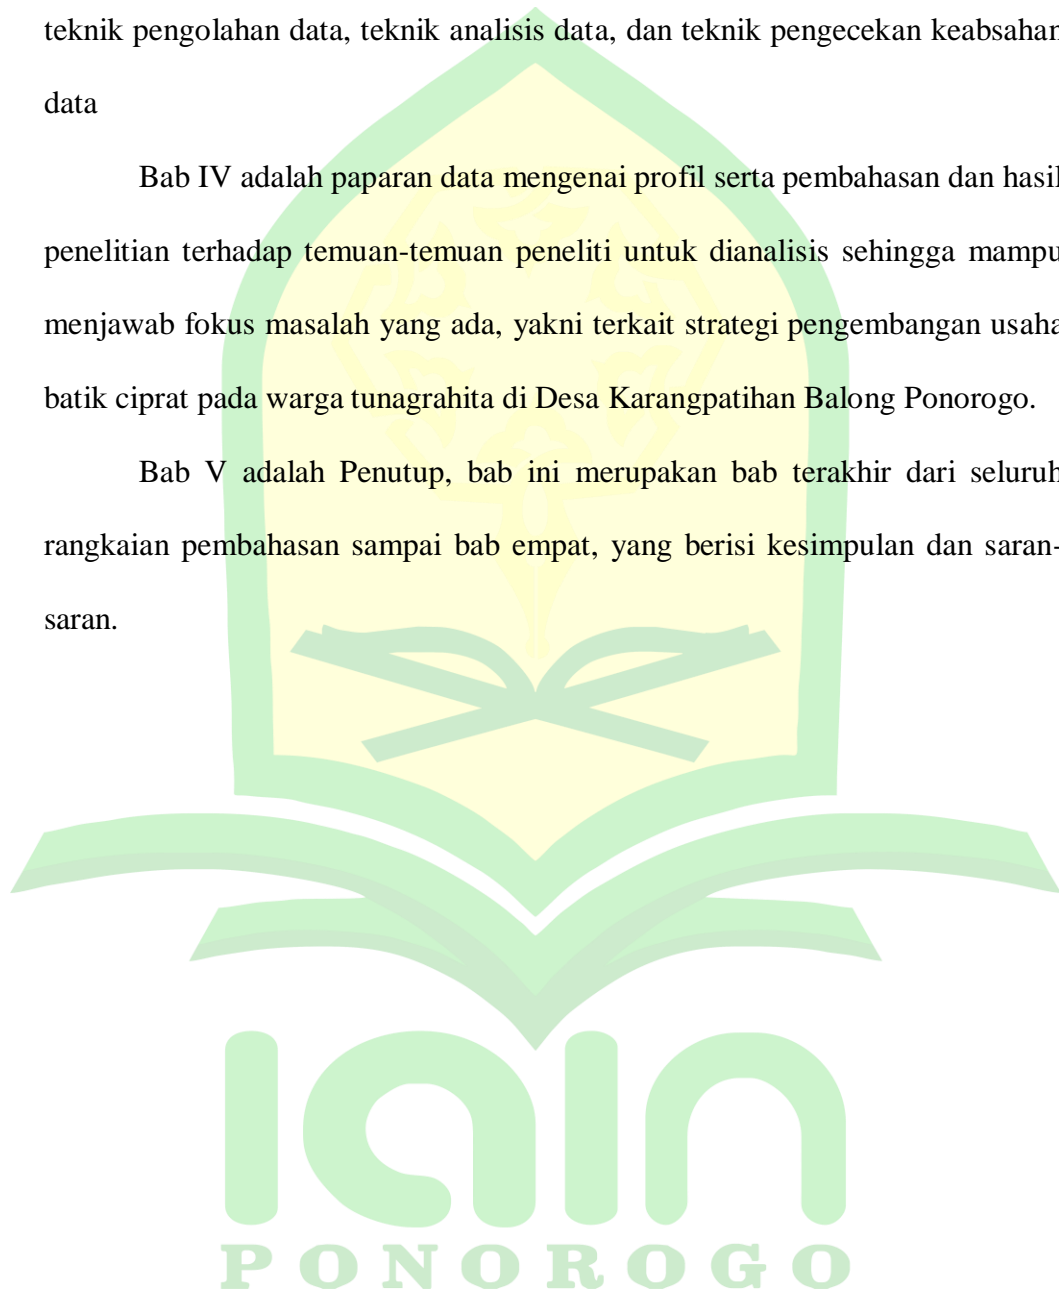 teknik pengolahan data, teknik analisis data, dan teknik pengecekan keabsahan
data
Bab IV adalah paparan data mengenai profil serta pembahasan dan hasil
penelitian terhadap temuan-temuan peneliti untuk dianalisis sehingga mampu
menjawab fokus masalah yang ada, yakni terkait strategi pengembangan usaha
batik ciprat pada warga tunagrahita di Desa Karangpatihan Balong Ponorogo.
Bab V adalah Penutup, bab ini merupakan bab terakhir dari seluruh
rangkaian pembahasan sampai bab empat, yang berisi kesimpulan dan saran-
saran.
iain
PONOROGO